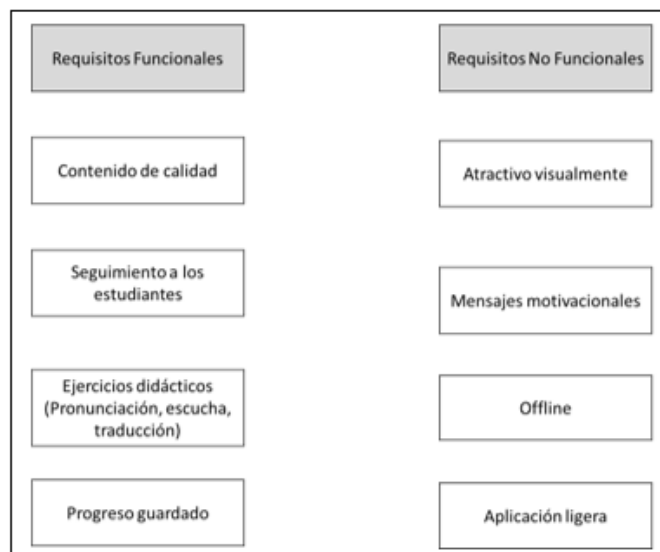 Requisitos Funcionales
Contenido de calidad
Seguimiento a los
estudiantes
Ejercicios didácticos
(Pronunciación, escucha,
traducción)
Progreso guardado
Requisitos No Funcionales
Atractivo visualmente
Mensajes motivacionales
Offline
Aplicación ligera